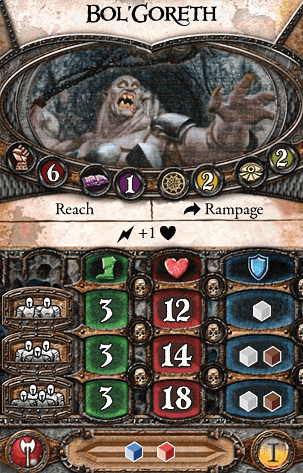 BOL'GORETH
6 1 2 2
Reach Rampage
+1
3 12
3 14
3 18
I